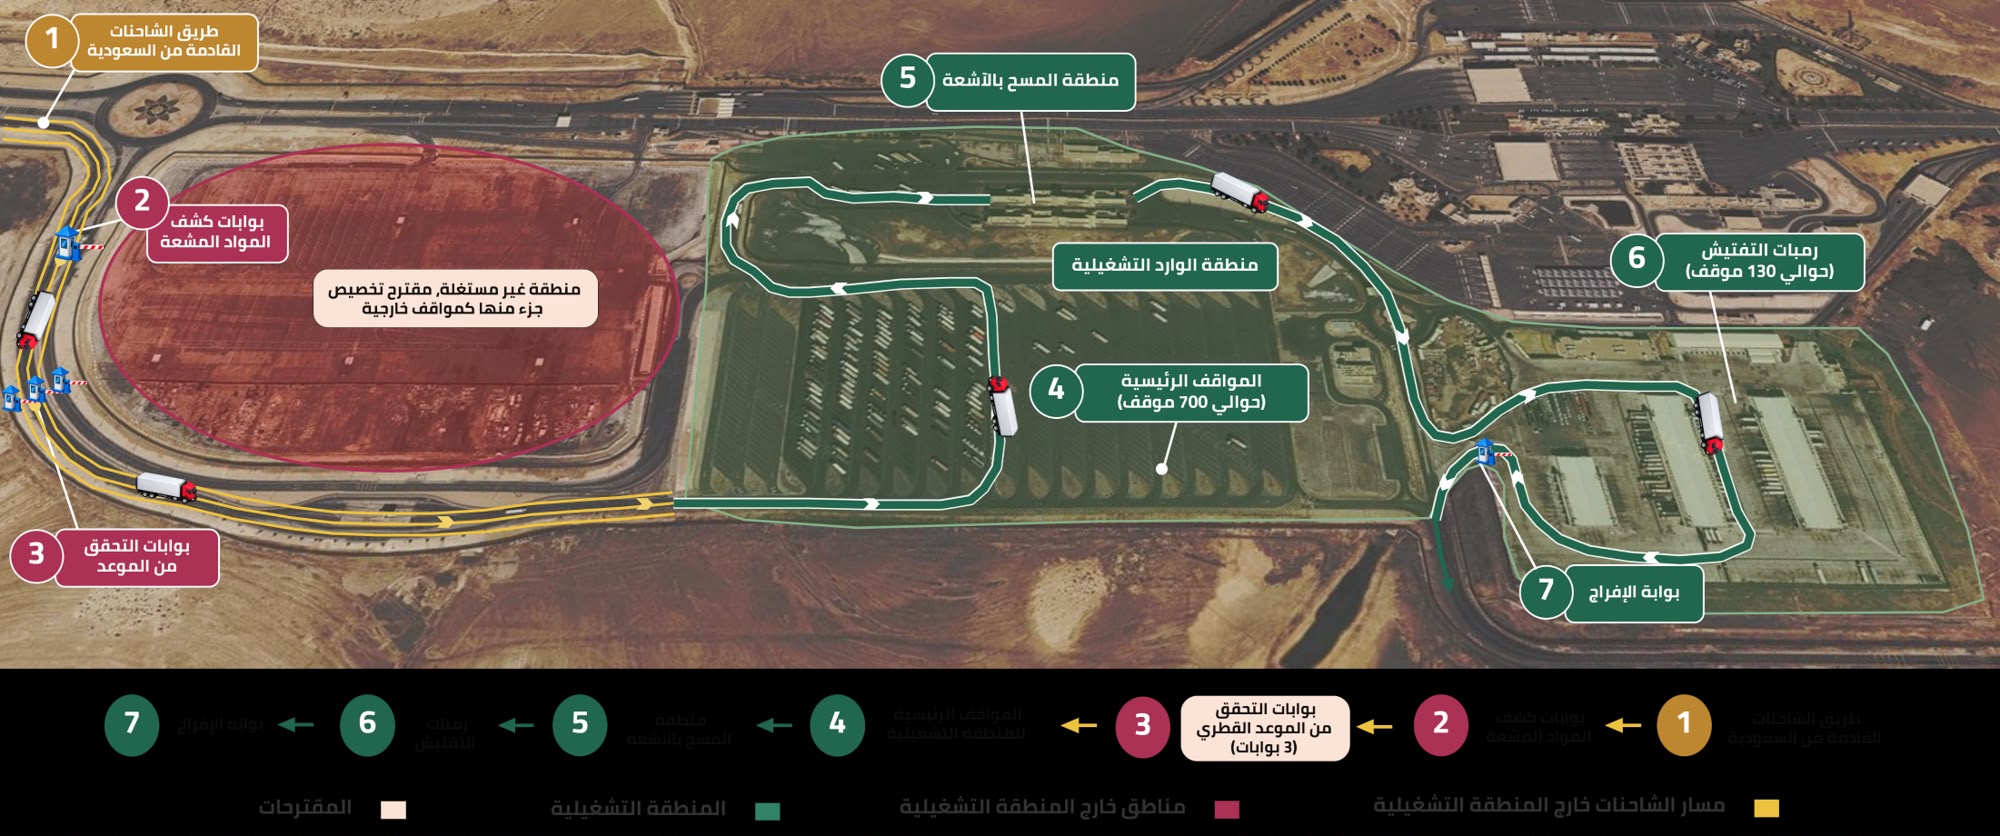 1
طريق الشاحنات
القادمة من السعودية
2
بوابات كشف
المواد المشعة
3
بوابات التحقق
من الموعد
منطقة غير مستغلة, مقترح تخصيص
جزء منها كمواقف خارجية
5
منطقة المسح بالأشعة
منطقة الوارد التشغيلية
4
المواقف الرئيسية
(حوالي 700 موقف)
6
رمبات التفتيش
(حوالي 130 موقف)
7
بوابة الإفراج
1
طريق الشاحنات
القادمة من السعودية
2
بوابات كشف
المواد المشعة
3
بوابات التحقق
من الموعد القطري
(3 بوابات)
4
المواقف الرئيسية
للمنطقة التشغيلية
5
منطقة
المسح بالأشعة
6
رمبات
التفتيش
7
بوابة الإفراج
مسار الشاحنات خارج المنطقة التشغيلية
مناطق خارج المنطقة التشغيلية
المنطقة التشغيلية
المقترحات